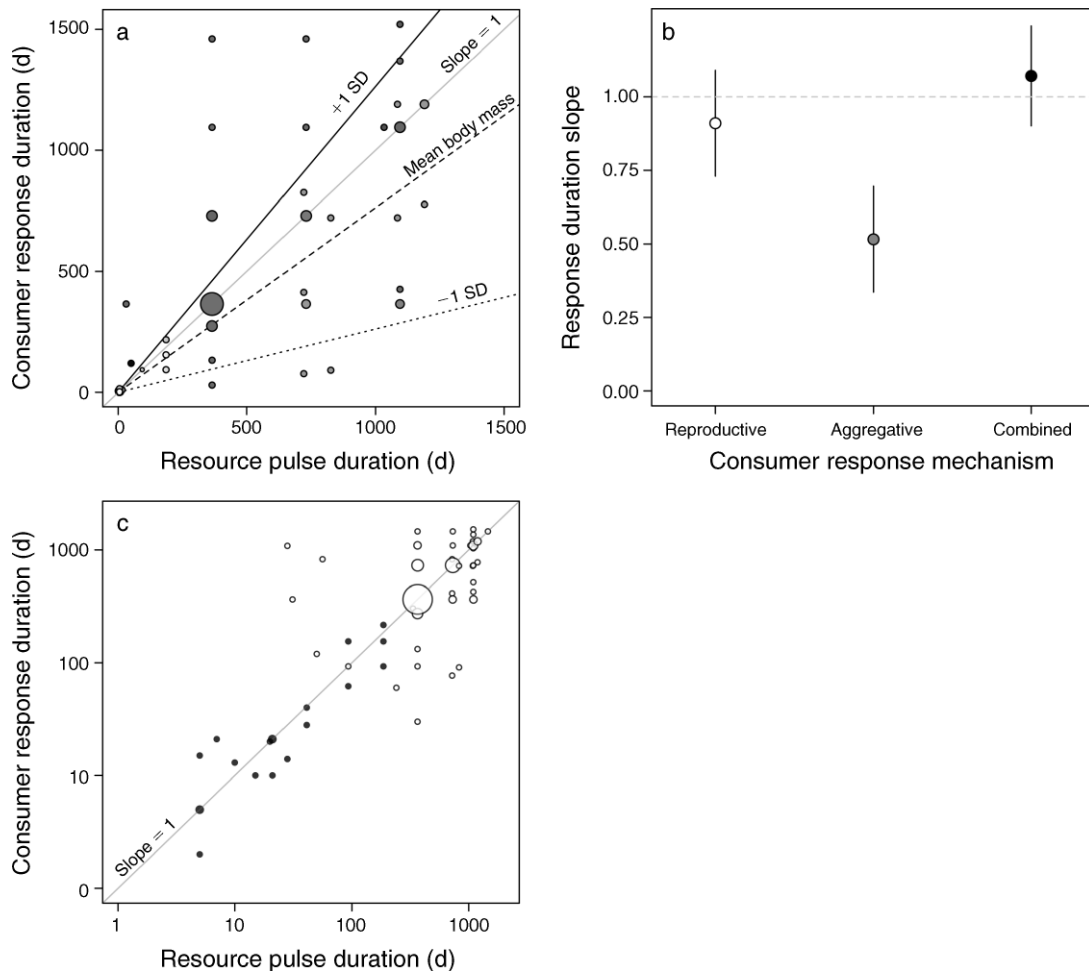 a
1500
1000
500
0
Consumer response duration (d)
+1 SD
Slope = 1
Mean body mass
−1 SD
0
500
1000
1500
Resource pulse duration (d)
b
1.00
0.75
0.50
0.25
0.00
Response duration slope
Reproductive
Aggregative
Combined
Consumer response mechanism
c
1000
100
10
0
Consumer response duration (d)
Slope = 1
1
10
100
1000
Resource pulse duration (d)